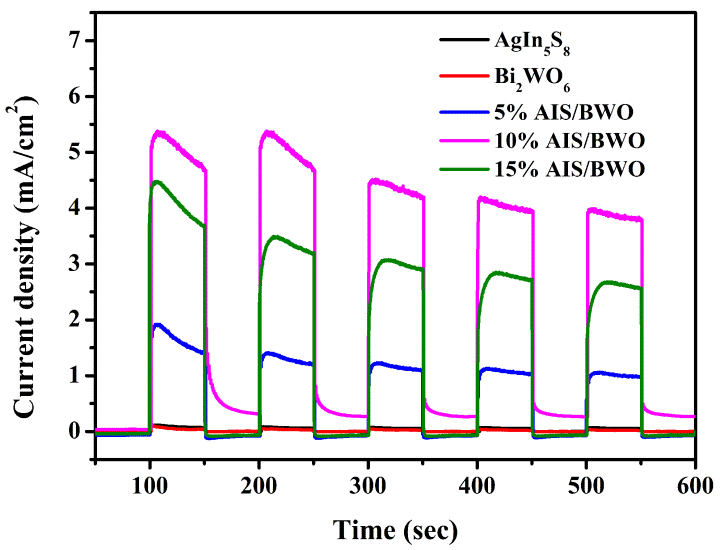 7
6
5
4
3
2
1
0
Current density (mA/cm²)
AgIn₅S₈
Bi₂WO₆
5% AIS/BWO
10% AIS/BWO
15% AIS/BWO
100 200 300 400 500 600
Time (sec)